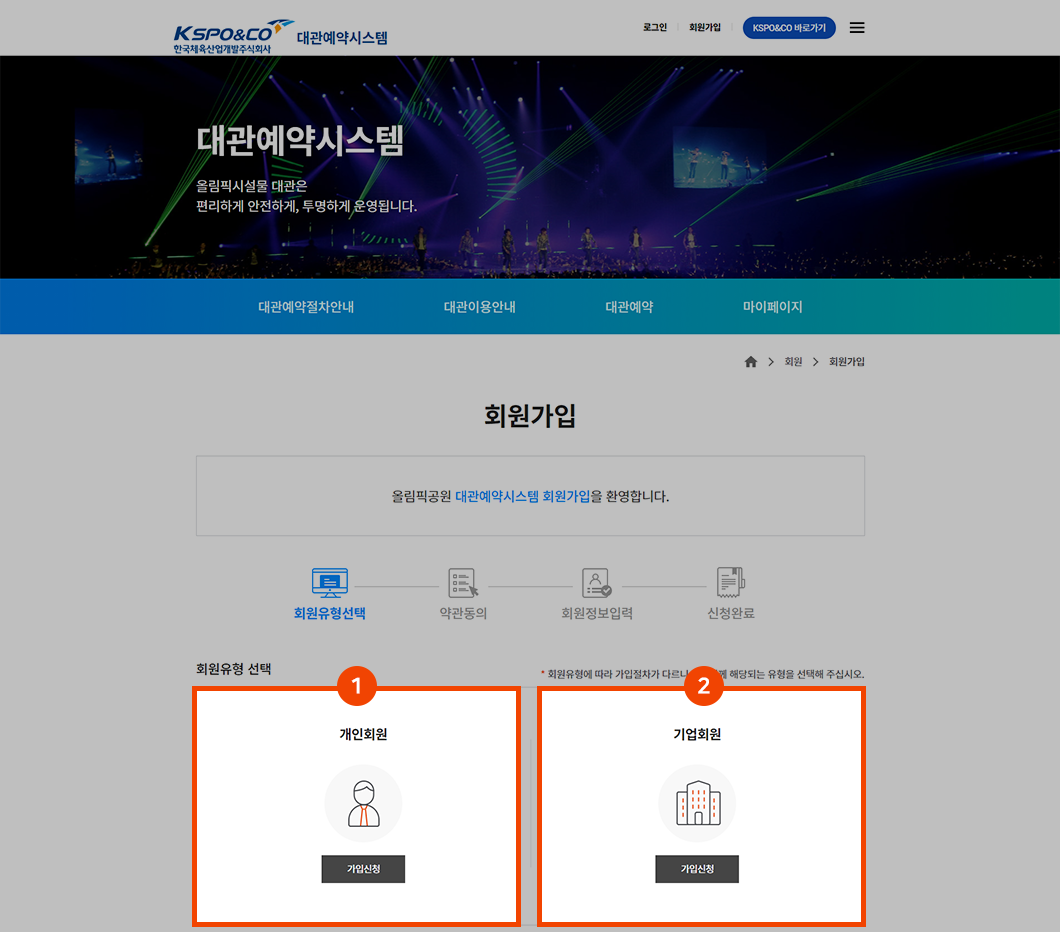 KSPO&CO
한국체육산업개발주식회사
대관예약시스템
로그인 회원가입 KSPO&CO 바로가기
대관예약시스템
올림픽시설물 대관은
편리하게 안전하게, 투명하게 운영됩니다.
대관예약절차안내 대관이용안내 대관예약 마이페이지
회원 > 회원가입
회원가입
올림픽공원 대관예약시스템 회원가입을 환영합니다.
회원유형선택 약관동의 회원정보입력 신청완료
회원유형 선택
* 회원유형에 따라 가입절차가 다르니 해당되는 유형을 선택해 주십시오.
1 2
개인회원 기업회원
가입신청 가입신청